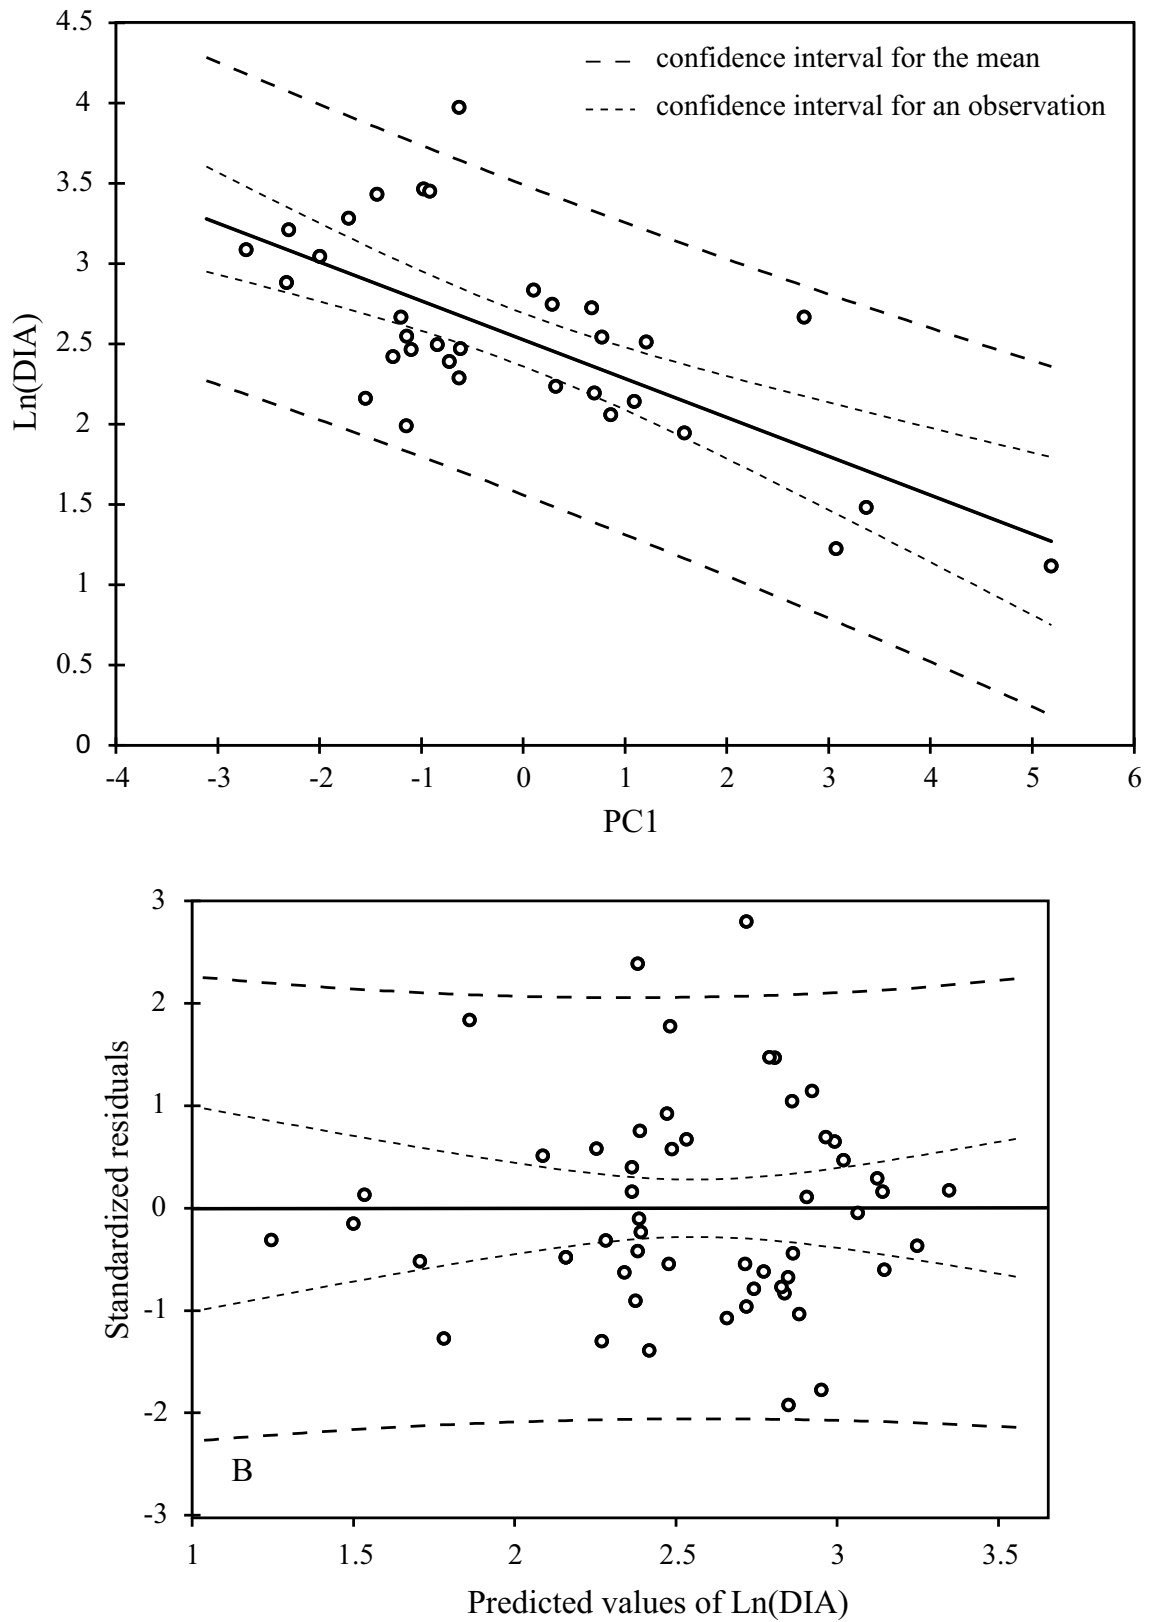 4.5
4
3.5
3
2.5
2
1.5
1
0.5
0
Ln(DIA)
confidence interval for the mean
confidence interval for an observation
-4 -3 -2 -1 0 1 2 3 4 5 6
PC1
3
2
1
0
-1
-2
-3
Standardized residuals
B
1 1.5 2 2.5 3 3.5
Predicted values of Ln(DIA)